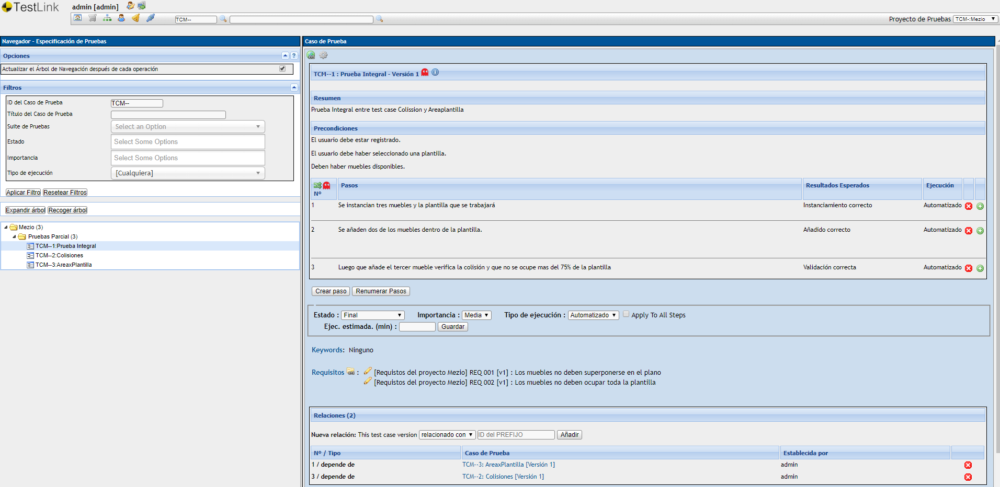 TestLink
admin [admin]
TCM--
Proyecto de Pruebas TCM-:Mezio
Navegador - Especificación de Pruebas
Opciones
?
Actualizar el Árbol de Navegación después de cada operación
Filtros
ID del Caso de Prueba TCM--
Título del Caso de Prueba
Suite de Pruebas Select an Option
Estado Select Some Options
Importancia Select Some Options
Tipo de ejecución [Cualquiera]
Aplicar Filtro Resetear Filtros
Expandir árbol Recoger árbol
Mezio (3)
Pruebas Parcial (3)
TCM--1:Prueba Integral
TCM--2:Colisiones
TCM--3:AreaxPlantilla
Caso de Prueba
TCM--1 : Prueba Integral - Versión 1
Resumen
Prueba Integral entre test case Colission y Areaplantilla
Precondiciones
El usuario debe estar registrado.
El usuario debe haber seleccionado una plantilla.
Deben haber muebles disponibles.
Nº Pasos Resultados Esperados Ejecución
1 Se instancian tres muebles y la plantilla que se trabajará Instanciamiento correcto Automatizado
2 Se añaden dos de los muebles dentro de la plantilla. Añadido correcto Automatizado
3 Luego que añade el tercer mueble verifica la colisión y que no se ocupe mas del 75% de la plantilla Validación correcta Automatizado
Crear paso Renumerar Pasos
Estado : Final Importancia : Media Tipo de ejecución : Automatizado Apply To All Steps
Ejec. estimada. (min) : Guardar
Keywords: Ninguno
Requisitos : [Requistos del proyecto Mezio] REQ 001 [v1] : Los muebles no deben superponerse en el plano
[Requistos del proyecto Mezio] REQ 002 [v1] : Los muebles no deben ocupar toda la plantilla
Relaciones (2)
Nueva relación: This test case version relacionado con ID del PREFIJO Añadir
Nº / Tipo Caso de Prueba Establecida por
1 / depende de TCM--3: AreaxPlantilla [Versión 1] admin
3 / depende de TCM--2: Colisiones [Versión 1] admin